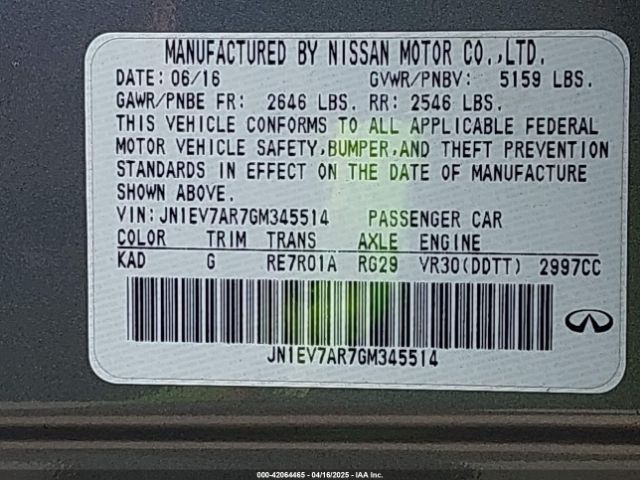 MANUFACTURED BY NISSAN MOTOR CO.,LTD.
DATE: 06/16 GVWR/PNBV: 5159 LBS.
GAWR/PNBE FR: 2646 LBS. RR: 2546 LBS.
THIS VEHICLE CONFORMS TO ALL APPLICABLE FEDERAL
MOTOR VEHICLE SAFETY,BUMPER,AND THEFT PREVENTION
STANDARDS IN EFFECT ON THE DATE OF MANUFACTURE
SHOWN ABOVE.
VIN:JN1EV7AR7GM345514 PASSENGER CAR
COLOR TRIM TRANS AXLE ENGINE
KAD G RE7R01A RG29 VR30(DDTT) 2997CC
JN1EV7AR7GM345514
000-42064465 - 04/16/2025 - IAA Inc.